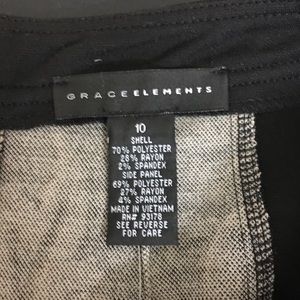 GRACEELEMENTS
10
SHELL
70% POLYESTER
28% RAYON
2% SPANDEX
SIDE PANEL
69% POLYESTER
27% RAYON
4% SPANDEX
MADE IN VIETNAM
RN# 93178
SEE REVERSE
FOR CARE